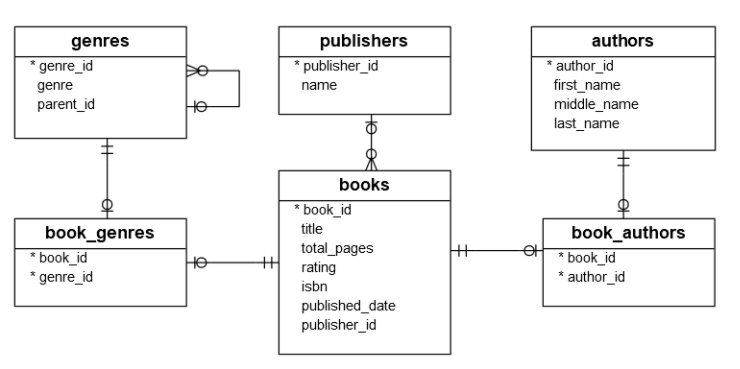 genres
* genre_id
genre
parent_id
publishers
* publisher_id
name
authors
* author_id
first_name
middle_name
last_name
book_genres
* book_id
* genre_id
books
* book_id
title
total_pages
rating
isbn
published_date
publisher_id
book_authors
* book_id
* author_id